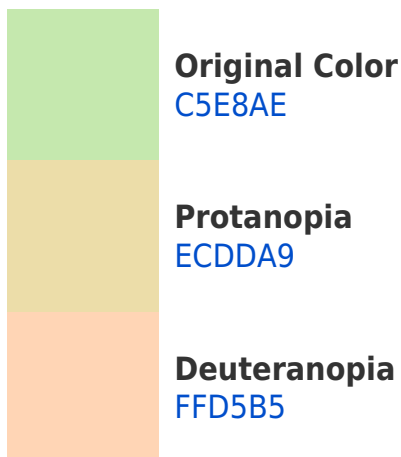 Original Color
C5E8AE
Protanopia
ECDDA9
Deuteranopia
FFD5B5